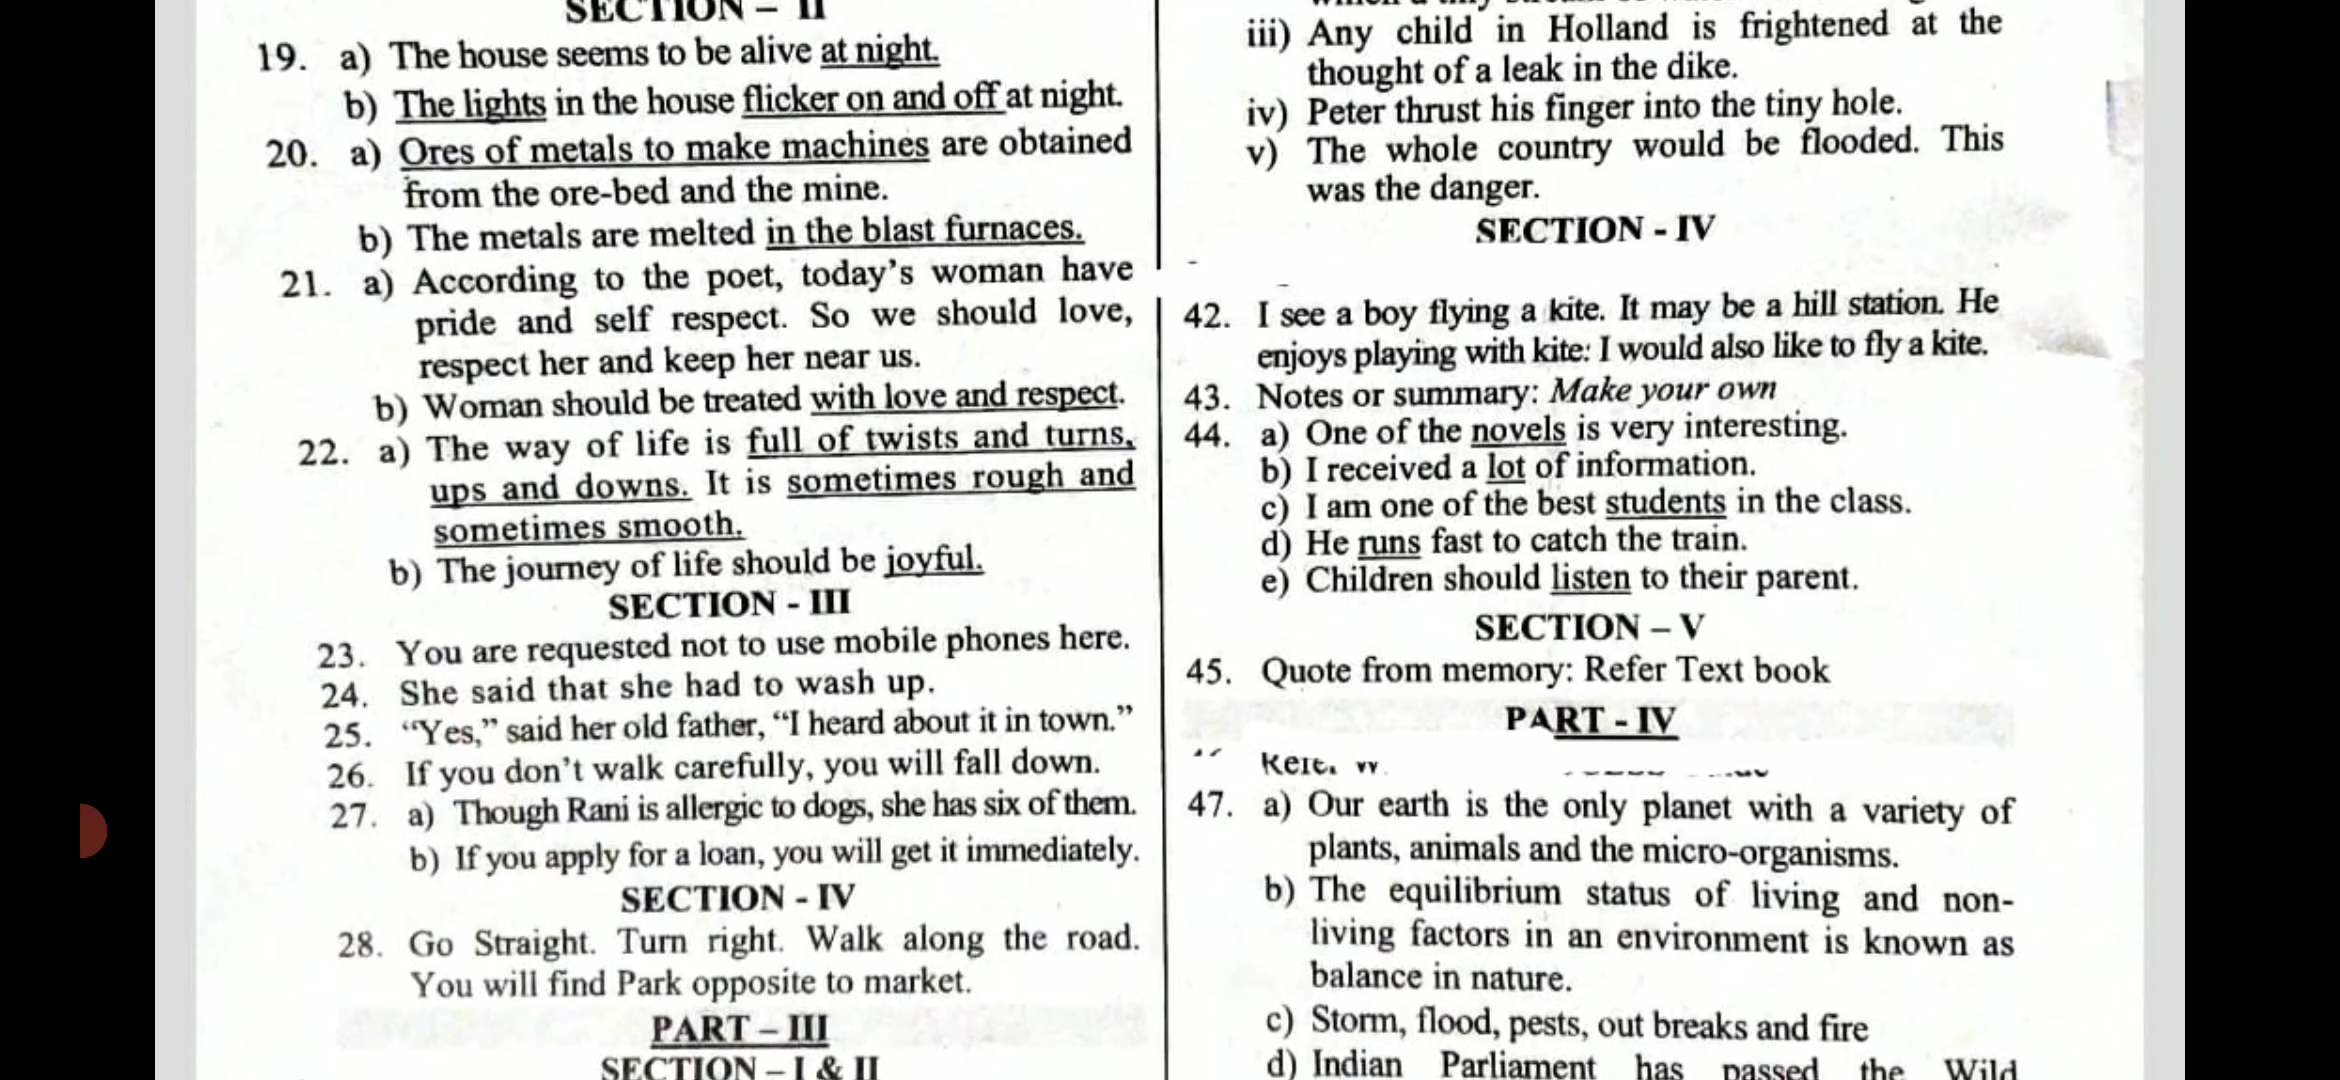 SECTION – II
19. a) The house seems to be alive at night.
b) The lights in the house flicker on and off at night.
20. a) Ores of metals to make machines are obtained
from the ore-bed and the mine.
b) The metals are melted in the blast furnaces.
21. a) According to the poet, today's woman have
pride and self respect. So we should love,
respect her and keep her near us.
b) Woman should be treated with love and respect.
22. a) The way of life is full of twists and turns,
ups and downs. It is sometimes rough and
sometimes smooth.
b) The journey of life should be joyful.
SECTION - III
23. You are requested not to use mobile phones here.
24. She said that she had to wash up.
25. “Yes,” said her old father, “I heard about it in town.”
26. If you don't walk carefully, you will fall down.
27. a) Though Rani is allergic to dogs, she has six of them.
b) If you apply for a loan, you will get it immediately.
SECTION - IV
28. Go Straight. Turn right. Walk along the road.
You will find Park opposite to market.
PART – III
SECTION – I & II
iii) Any child in Holland is frightened at the
thought of a leak in the dike.
iv) Peter thrust his finger into the tiny hole.
v) The whole country would be flooded. This
was the danger.
SECTION - IV
42. I see a boy flying a kite. It may be a hill station. He
enjoys playing with kite: I would also like to fly a kite.
43. Notes or summary: Make your own
44. a) One of the novels is very interesting.
b) I received a lot of information.
c) I am one of the best students in the class.
d) He runs fast to catch the train.
e) Children should listen to their parent.
SECTION – V
45. Quote from memory: Refer Text book
PART - IV
47. a) Our earth is the only planet with a variety of
plants, animals and the micro-organisms.
b) The equilibrium status of living and non-
living factors in an environment is known as
balance in nature.
c) Storm, flood, pests, out breaks and fire
d) Indian Parliament has passed the Wild